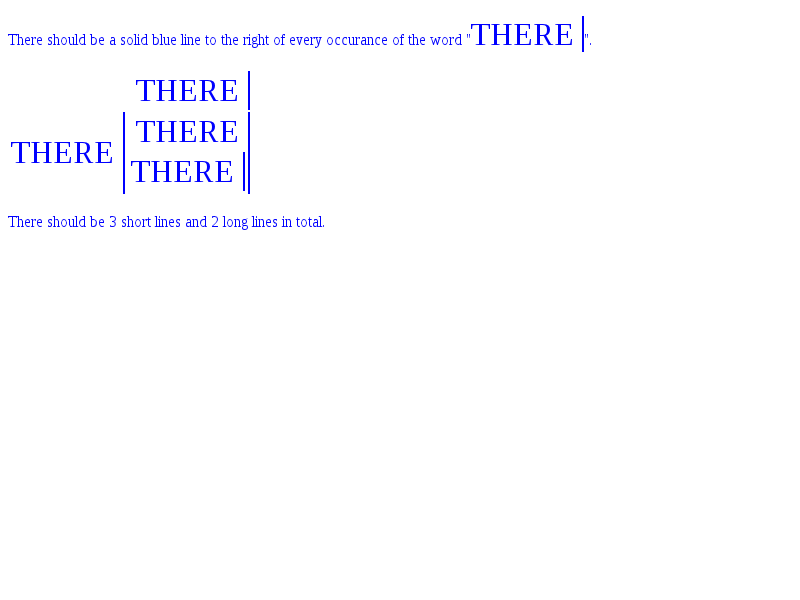 There should be a solid blue line to the right of every occurance of the word "THERE ".
THERE
THERE
THERE
THERE
There should be 3 short lines and 2 long lines in total.